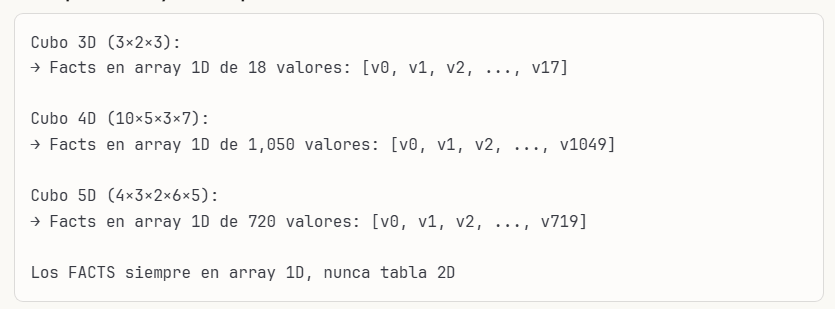 Cubo 3D (3×2×3):
→ Facts en array 1D de 18 valores: [v0, v1, v2, ..., v17]
Cubo 4D (10×5×3×7):
→ Facts en array 1D de 1,050 valores: [v0, v1, v2, ..., v1049]
Cubo 5D (4×3×2×6×5):
→ Facts en array 1D de 720 valores: [v0, v1, v2, ..., v719]
Los FACTS siempre en array 1D, nunca tabla 2D